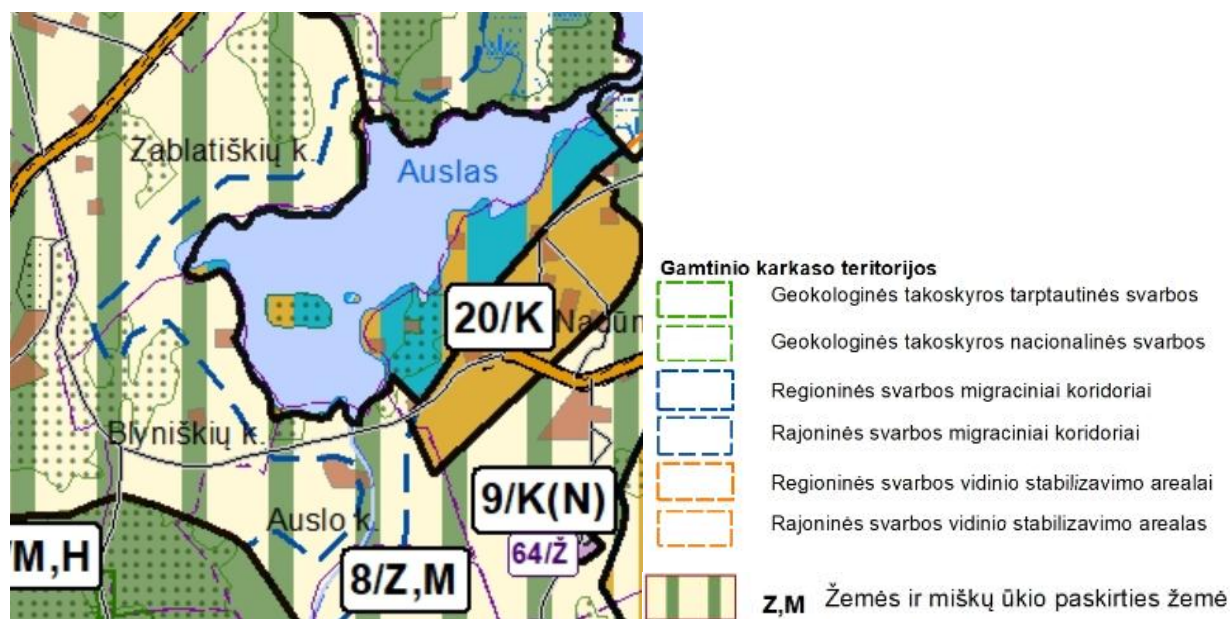 Zablatiškių k.
Auslas
20/K
Blyniškių k.
Auslo k.
9/K(N)
64/Ž
M,H
8/Z,M
Gamtinio karkaso teritorijos
Geokologinės takoskyros tarptautinės svarbos
Geokologinės takoskyros nacionalinės svarbos
Regioninės svarbos migraciniai koridoriai
Rajoninės svarbos migraciniai koridoriai
Regioninės svarbos vidinio stabilizavimo arealai
Rajoninės svarbos vidinio stabilizavimo arealas
Z,M Žemės ir miškų ūkio paskirties žemė